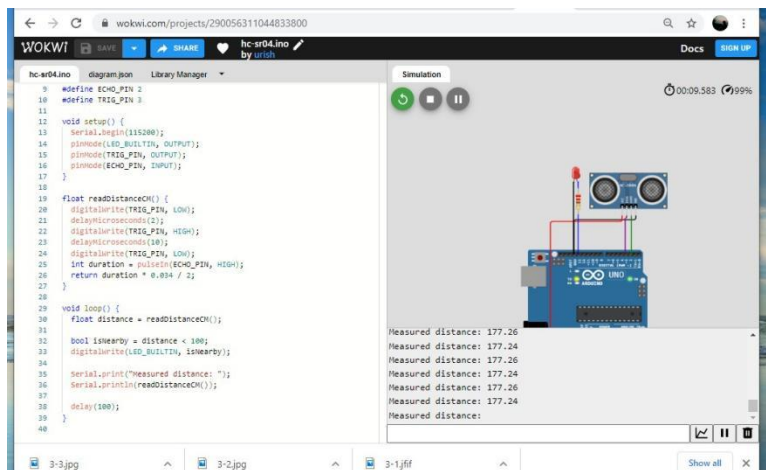 wokwi.com/projects/290056311044833800
WOKWI SAVE SHARE hc-sr04.ino
by urish
Docs SIGN UP
hc-sr04.ino diagram.json Library Manager
9 #define ECHO_PIN 2
10 #define TRIG_PIN 3
11
12 void setup() {
13 Serial.begin(115200);
14 pinMode(LED_BUILTIN, OUTPUT);
15 pinMode(TRIG_PIN, OUTPUT);
16 pinMode(ECHO_PIN, INPUT);
17 }
18
19 float readDistanceCM() {
20 digitalWrite(TRIG_PIN, LOW);
21 delayMicroseconds(2);
22 digitalWrite(TRIG_PIN, HIGH);
23 delayMicroseconds(10);
24 digitalWrite(TRIG_PIN, LOW);
25 int duration = pulseIn(ECHO_PIN, HIGH);
26 return duration * 0.034 / 2;
27 }
28
29 void loop() {
30 float distance = readDistanceCM();
31
32 bool isNearby = distance < 100;
33 digitalWrite(LED_BUILTIN, isNearby);
34
35 Serial.print("Measured distance: ");
36 Serial.println(readDistanceCM());
37
38 delay(100);
39 }
40
Simulation
00:09.583 99%
UNO
ARDUINO
Measured distance: 177.26
Measured distance: 177.24
Measured distance: 177.26
Measured distance: 177.24
Measured distance: 177.26
Measured distance: 177.24
Measured distance:
3-3.jpg 3-2.jpg 3-1.jfif Show all